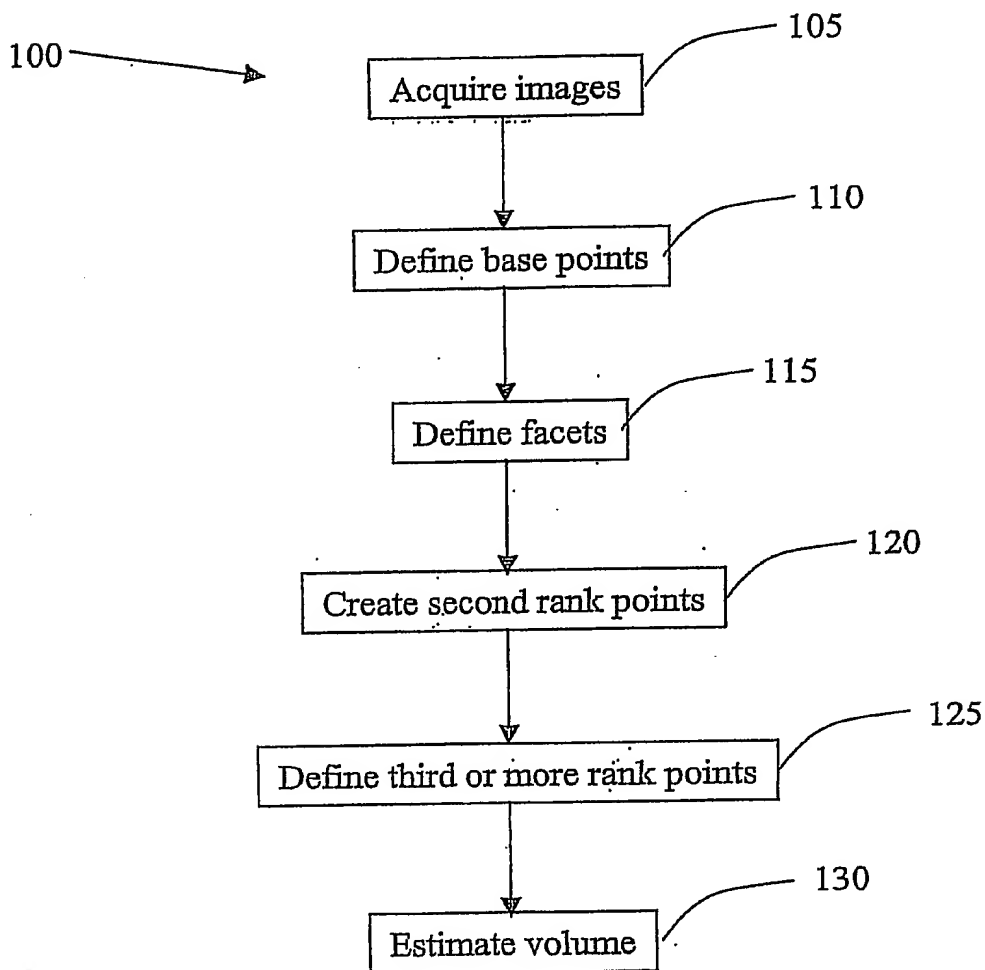 100
105
Acquire images
110
Define base points
115
Define facets
120
Create second rank points
125
Define third or more rank points
130
Estimate volume